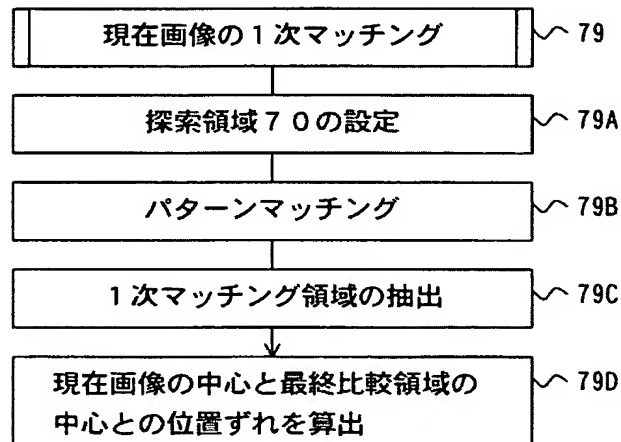 現在画像の１次マッチング
79
探索領域７０の設定
79A
パターンマッチング
79B
１次マッチング領域の抽出
79C
現在画像の中心と最終比較領域の
中心との位置ずれを算出
79D